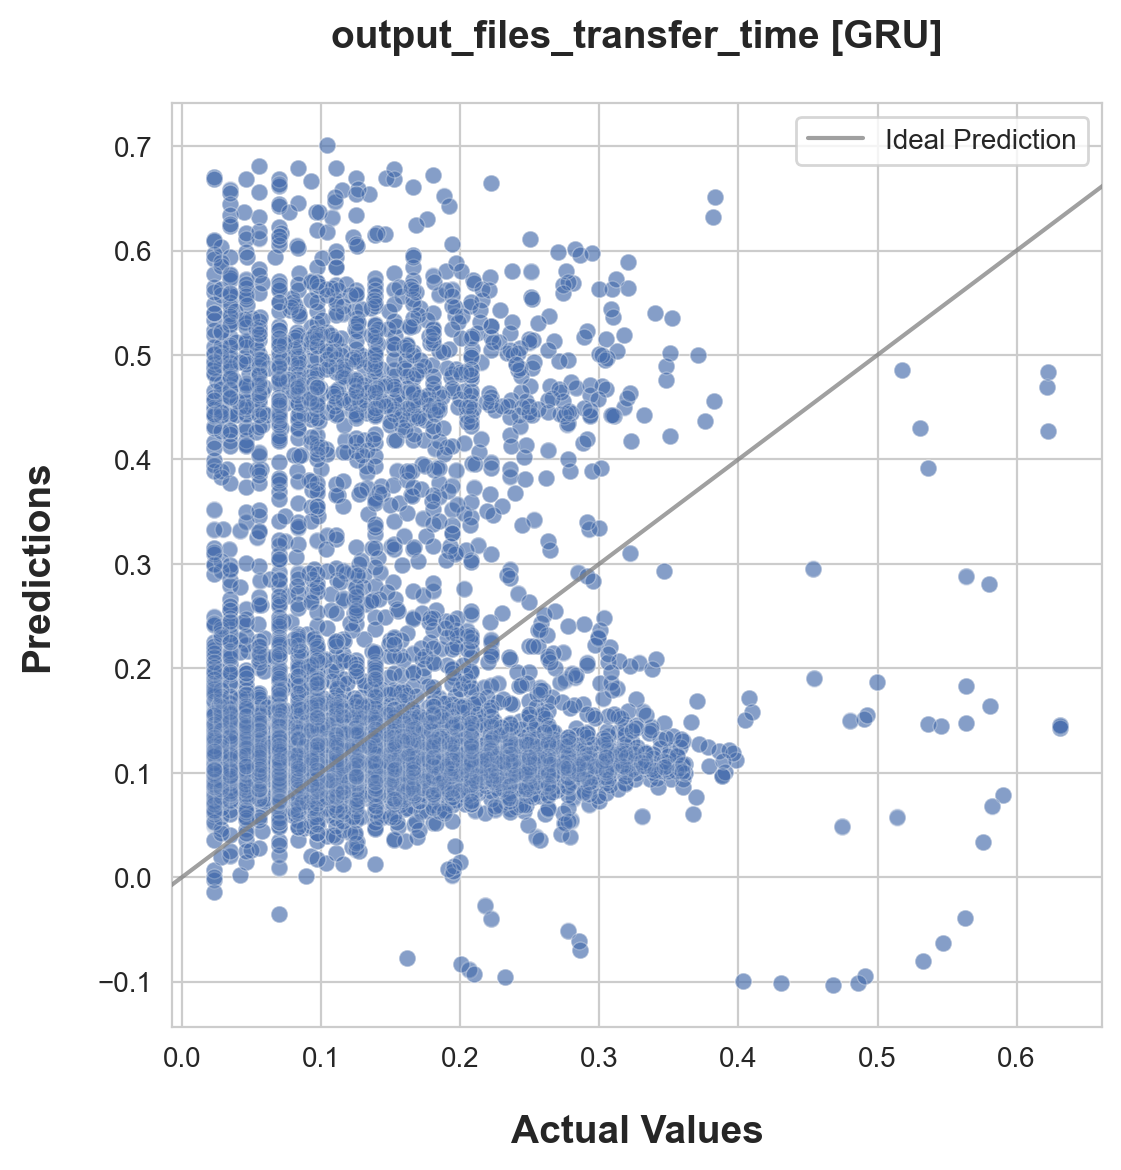 output_files_transfer_time [GRU]
Ideal Prediction
0.7
0.6
0.5
0.4
0.3
0.2
0.1
0.0
−0.1
Predictions
0.0 0.1 0.2 0.3 0.4 0.5 0.6
Actual Values